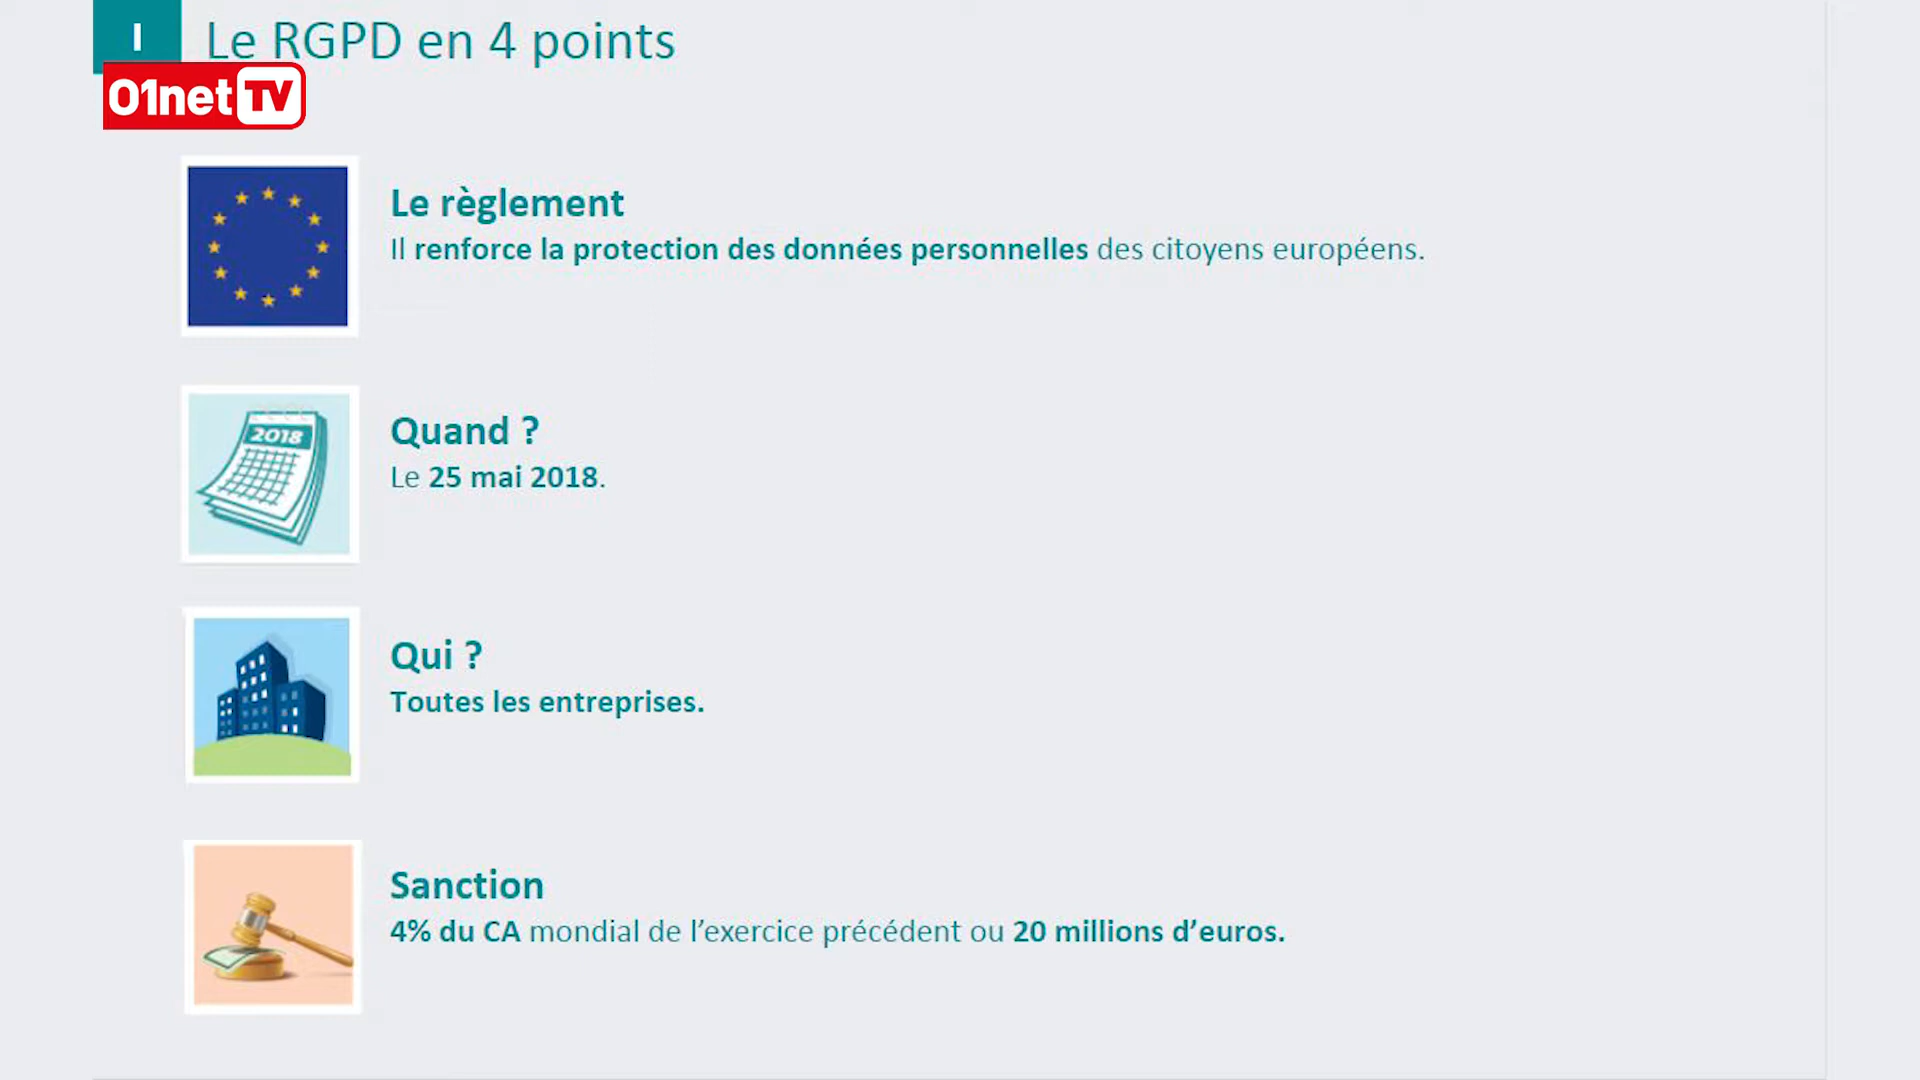 I
Le RGPD en 4 points
01netTV
Le règlement
Il renforce la protection des données personnelles des citoyens européens.
2018
Quand ?
Le 25 mai 2018.
Qui ?
Toutes les entreprises.
Sanction
4% du CA mondial de l’exercice précédent ou 20 millions d’euros.